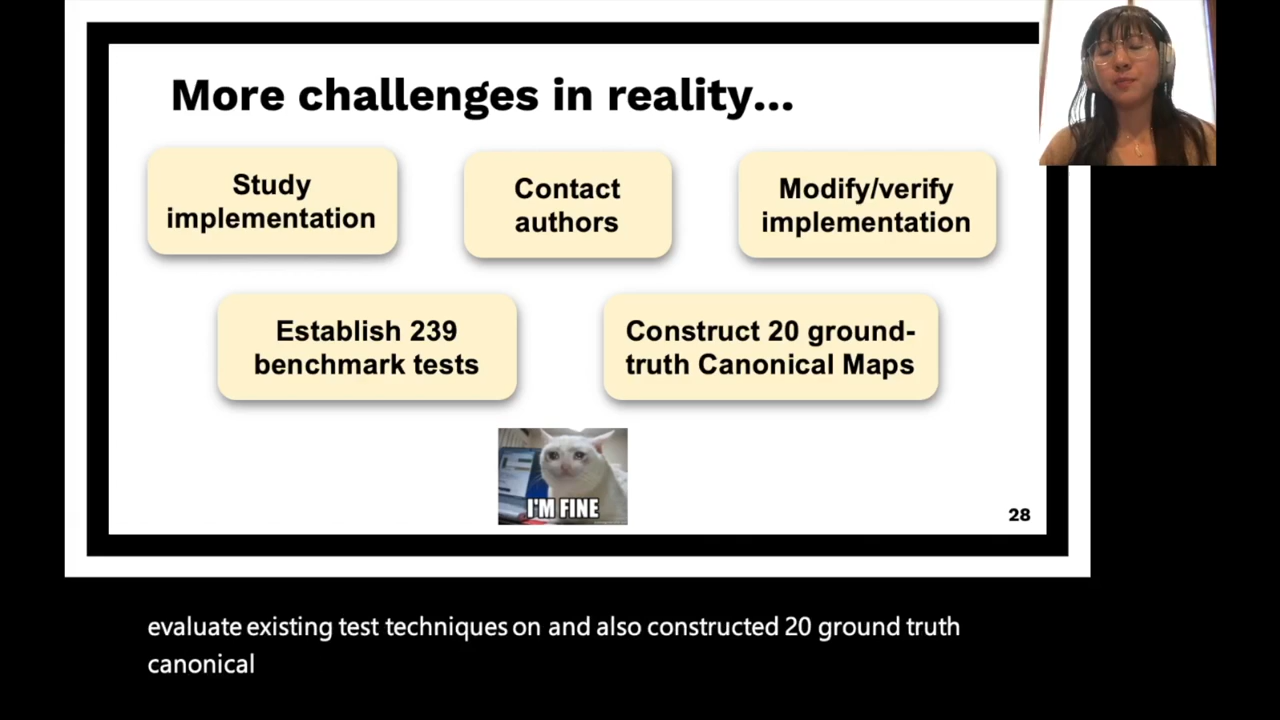 More challenges in reality...
Study
implementation
Contact
authors
Modify/verify
implementation
Establish 239
benchmark tests
Construct 20 ground-
truth Canonical Maps
I'M FINE
28
evaluate existing test techniques on and also constructed 20 ground truth
canonical